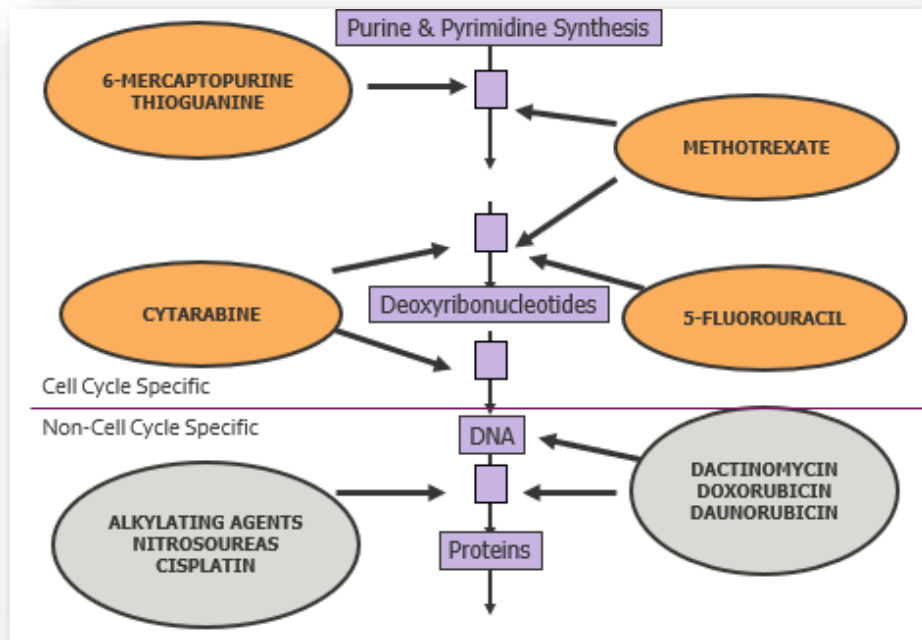 Purine & Pyrimidine Synthesis
6-MERCAPTOPURINE
THIOGUANINE
METHOTREXATE
CYTARABINE
Deoxyribonucleotides
5-FLUOROURACIL
Cell Cycle Specific
Non-Cell Cycle Specific
DNA
DACTINOMYCIN
DOXORUBICIN
DAUNORUBICIN
ALKYLATING AGENTS
NITROSOUREAS
CISPLATIN
Proteins